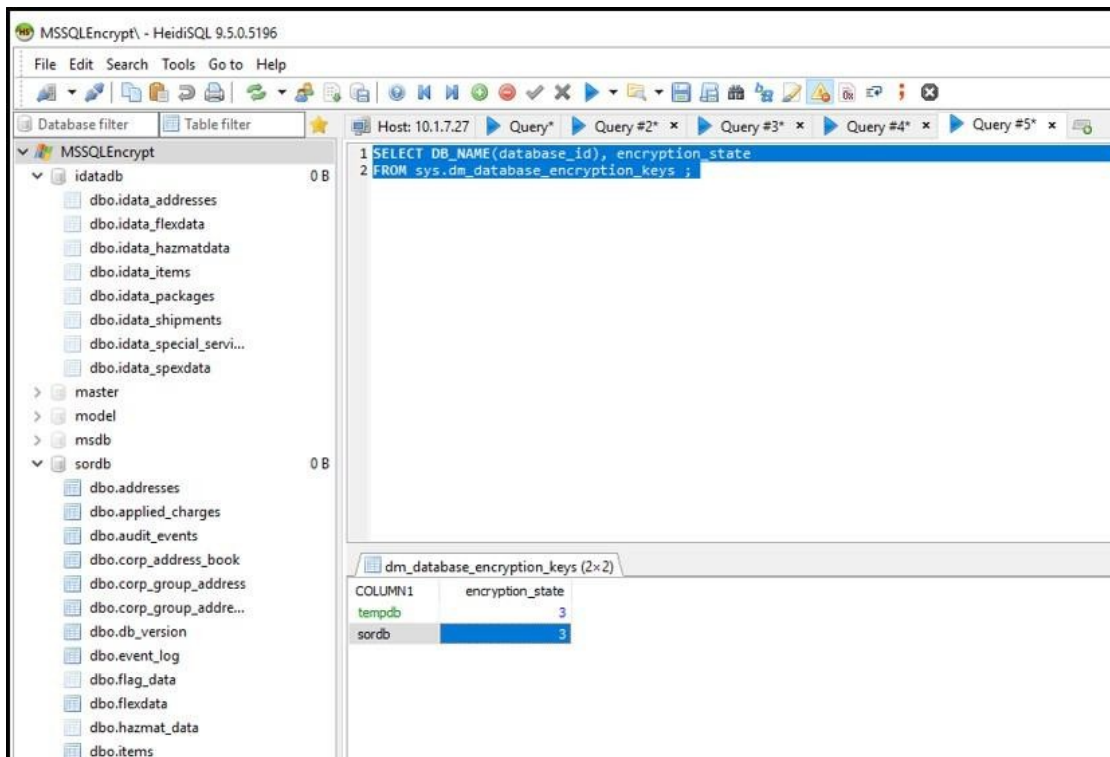 MSSQLEncrypt\ - HeidiSQL 9.5.0.5196
File Edit Search Tools Go to Help
Database filter Table filter
Host: 10.1.7.27 Query* Query #2* × Query #3* × Query #4* × Query #5* ×
MSSQLEncrypt
idatadb 0 B
dbo.idata_addresses
dbo.idata_flexdata
dbo.idata_hazmatdata
dbo.idata_items
dbo.idata_packages
dbo.idata_shipments
dbo.idata_special_servi...
dbo.idata_spexdata
master
model
msdb
sordb 0 B
dbo.addresses
dbo.applied_charges
dbo.audit_events
dbo.corp_address_book
dbo.corp_group_address
dbo.corp_group_addre...
dbo.db_version
dbo.event_log
dbo.flag_data
dbo.flexdata
dbo.hazmat_data
dbo.items
1 SELECT DB_NAME(database_id), encryption_state
2 FROM sys.dm_database_encryption_keys ;
dm_database_encryption_keys (2×2)
COLUMN1 encryption_state
tempdb 3
sordb 3